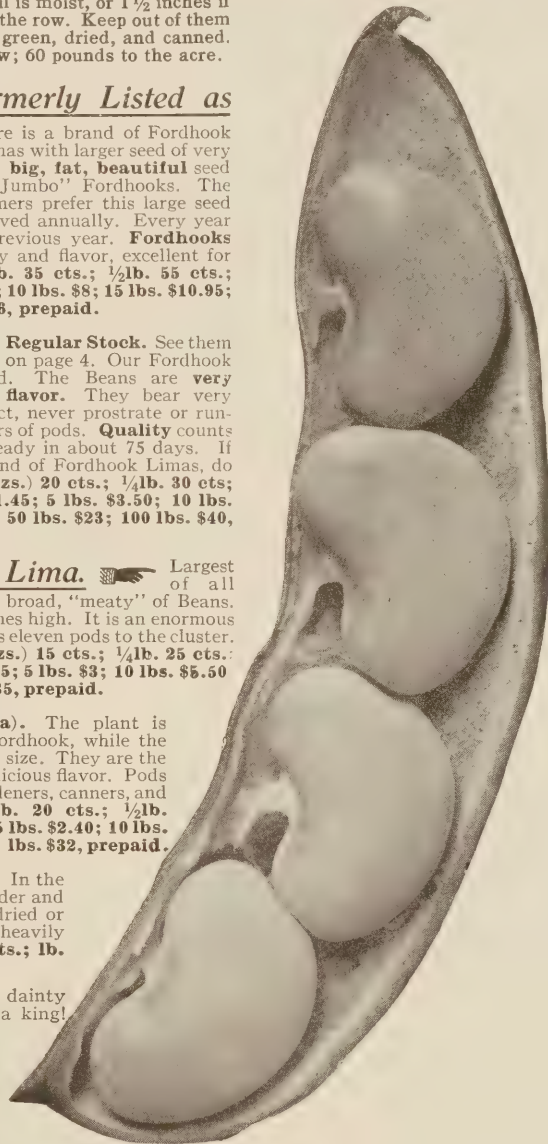 is moist, or 1½ inches
the row. Keep out of them
green, dried, and canned.
60 pounds to the acre.
Listed as
re is a brand of Fordhook
mas with larger seed of very
big, fat, beautiful seed
Jumbo” Fordhooks. The
mers prefer this large seed
ved annually. Every year
revious year. Fordhooks
y and flavor, excellent for
b. 35 cts.; ½lb. 55 cts.;
; 10 lbs. $8; 15 lbs. $10.95;
, prepaid.
Regular Stock. See them
on page 4. Our Fordhook
d. The Beans are very
flavor. They bear very
ct, never prostrate or run-
rs of pods. Quality counts
eady in about 75 days. If
nd of Fordhook Limas, do
zs.) 20 cts.; ¼lb. 30 cts;
1.45; 5 lbs. $3.50; 10 lbs.
50 lbs. $23; 100 lbs. $40,
Lima. Largest
of all
broad, “meaty” of Beans.
nes high. It is an enormous
s eleven pods to the cluster.
zs.) 15 cts.; ¼lb. 25 cts.:
5; 5 lbs. $3; 10 lbs. $5.50
5, prepaid.
a). The plant is
ordhook, while the
size. They are the
icious flavor. Pods
eners, canners, and
b. 20 cts.; ½lb.
lbs. $2.40; 10 lbs.
lbs. $32, prepaid.
In the
der and
dried or
heavily
ts.; lb.
dainty
a king!